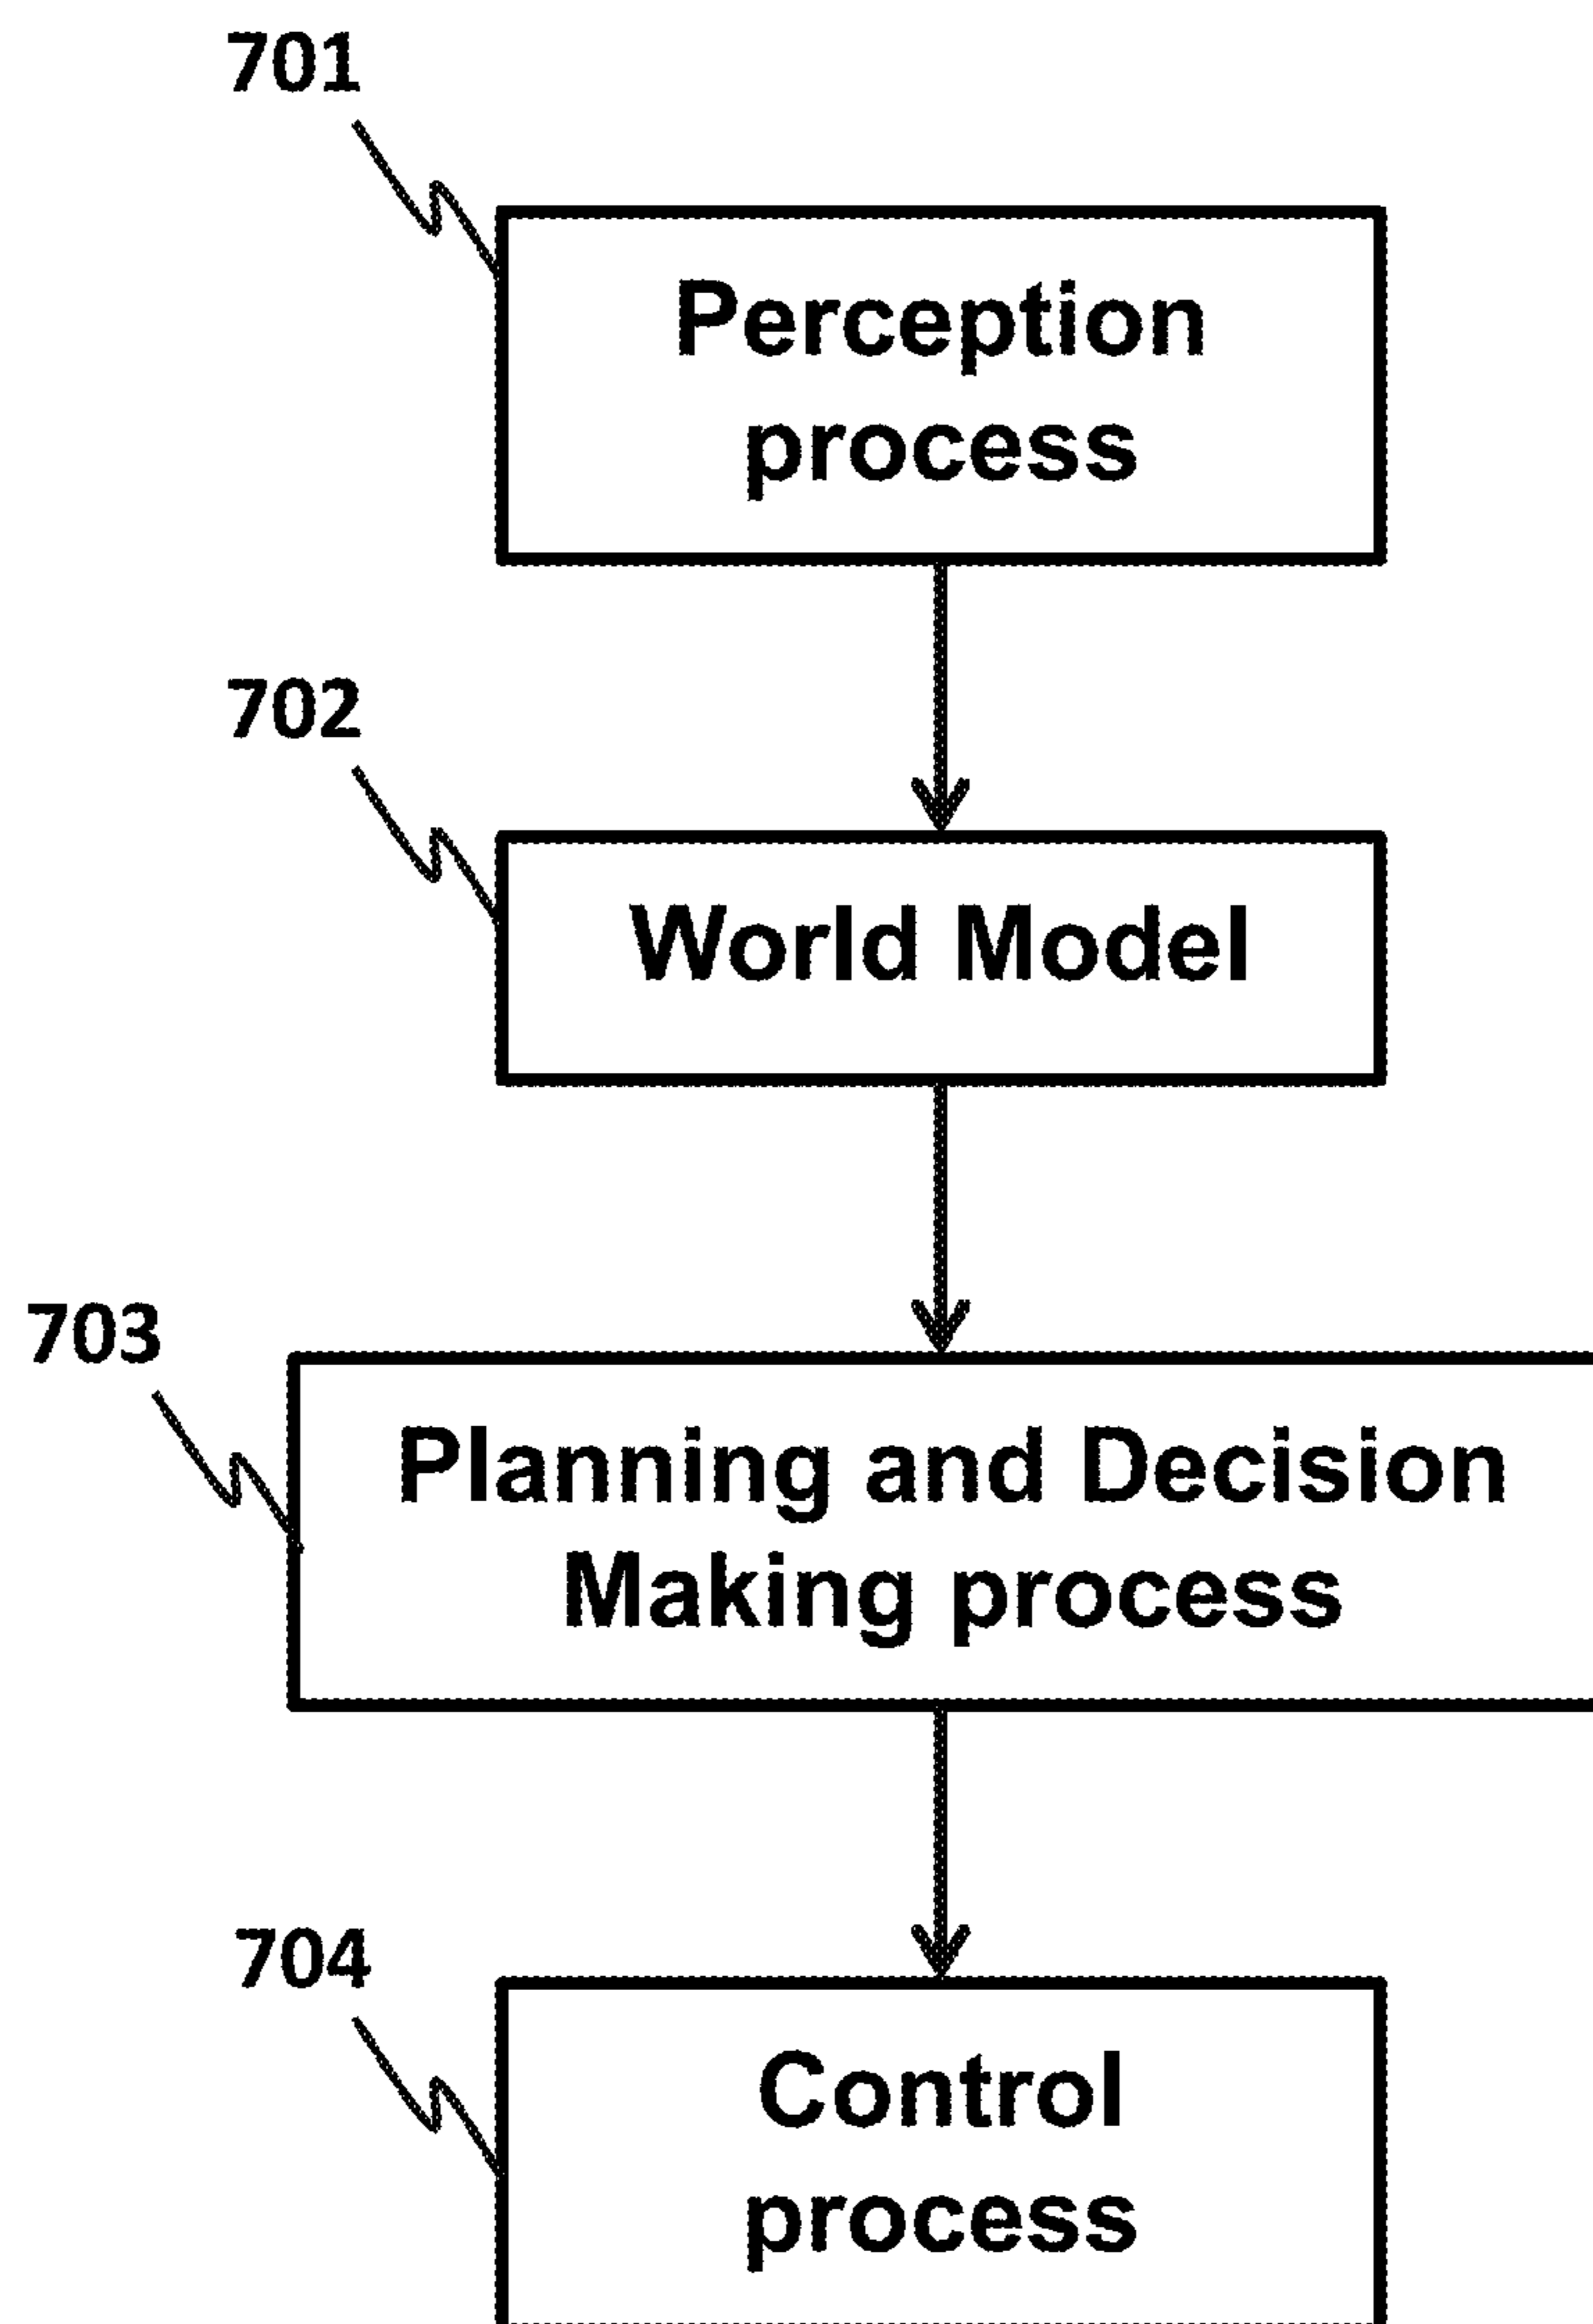 701
Perception
process
702
World Model
703
Planning and Decision
Making process
704
Control
process